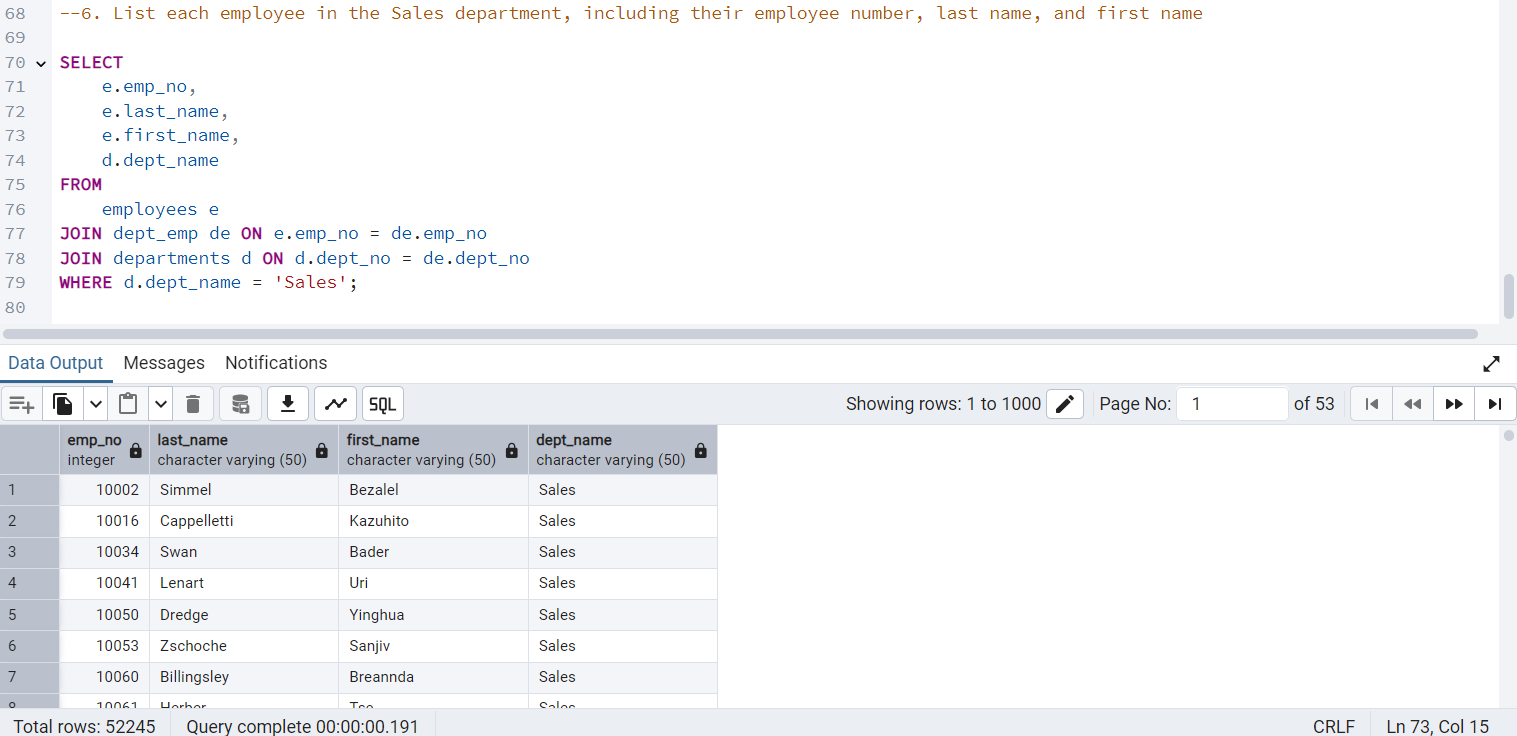 68 --6. List each employee in the Sales department, including their employee number, last name, and first name
69
70 SELECT
71 e.emp_no,
72 e.last_name,
73 e.first_name,
74 d.dept_name
75 FROM
76 employees e
77 JOIN dept_emp de ON e.emp_no = de.emp_no
78 JOIN departments d ON d.dept_no = de.dept_no
79 WHERE d.dept_name = 'Sales';
80
Data Output Messages Notifications
SQL Showing rows: 1 to 1000 Page No: 1 of 53
emp_no last_name first_name dept_name
integer character varying (50) character varying (50) character varying (50)
1 10002 Simmel Bezalel Sales
2 10016 Cappelletti Kazuhito Sales
3 10034 Swan Bader Sales
4 10041 Lenart Uri Sales
5 10050 Dredge Yinghua Sales
6 10053 Zschoche Sanjiv Sales
7 10060 Billingsley Breannda Sales
8 10061 Herber Tse Sales
Total rows: 52245 Query complete 00:00:00.191 CRLF Ln 73, Col 15